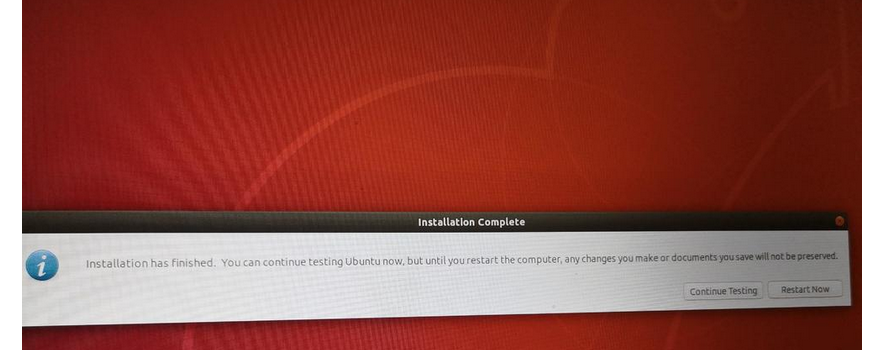 Installation Complete
Installation has finished. You can continue testing Ubuntu now, but until you restart the computer, any changes you make or documents you save will not be preserved.
Continue Testing
Restart Now